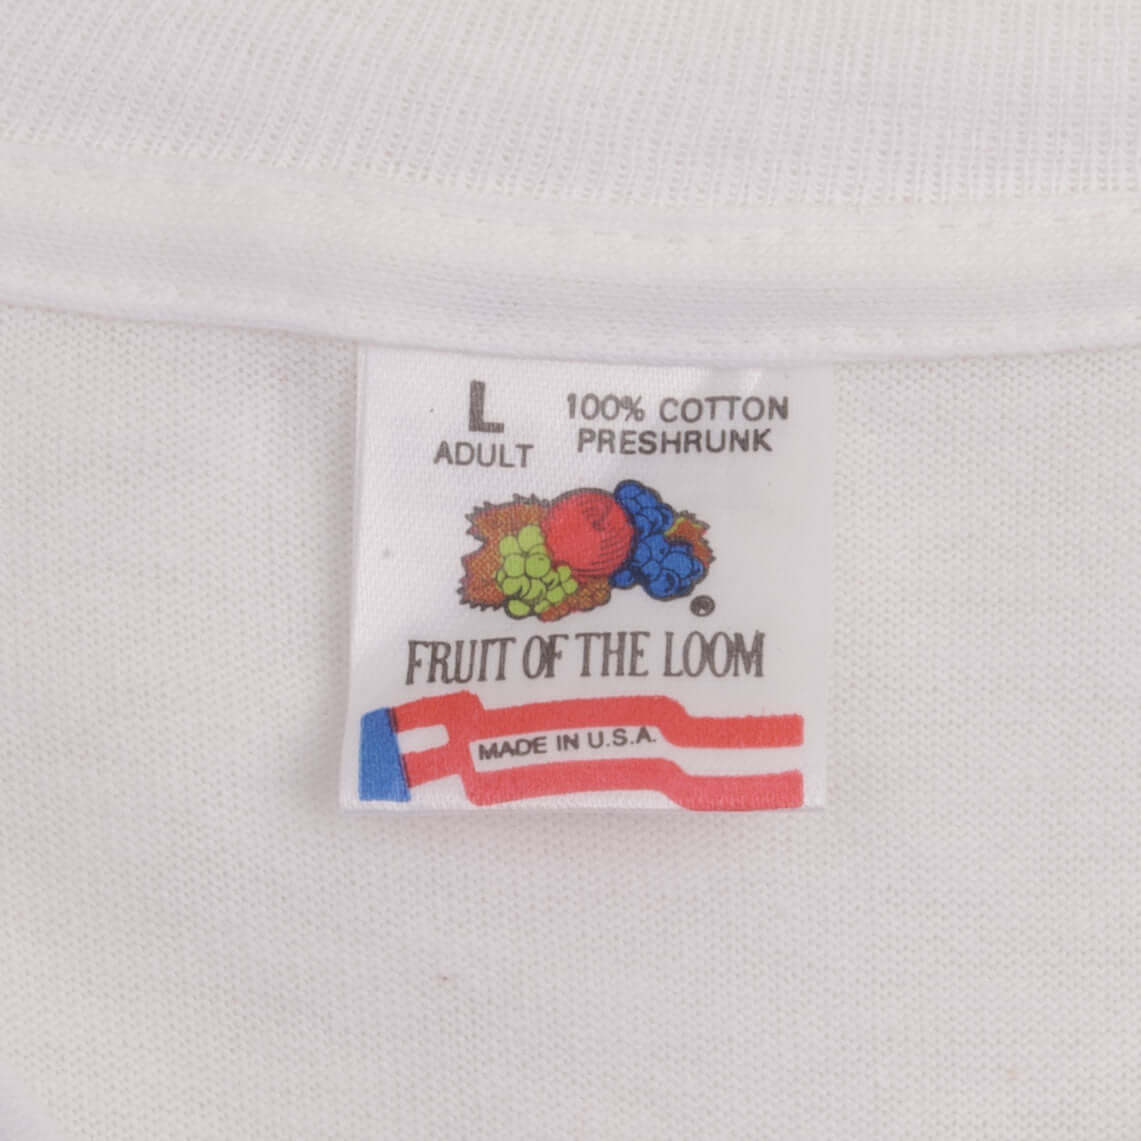 L
ADULT
100% COTTON
PRESHRUNK
®
FRUIT OF THE LOOM
MADE IN U.S.A.